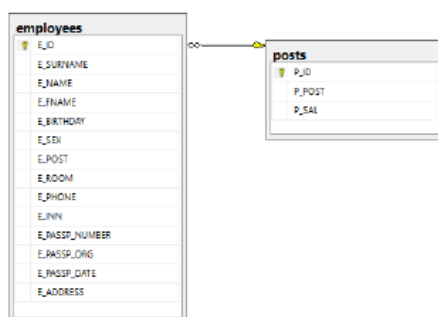 employees
E_ID
E_SURNAME
E_NAME
E_FNAME
E_BIRTHDAY
E_SEX
E_POST
E_ROOM
E_PHONE
E_INN
E_PASSP_NUMBER
E_PASSP_ORG
E_PASSP_DATE
E_ADDRESS
posts
P_ID
P_POST
P_SAL